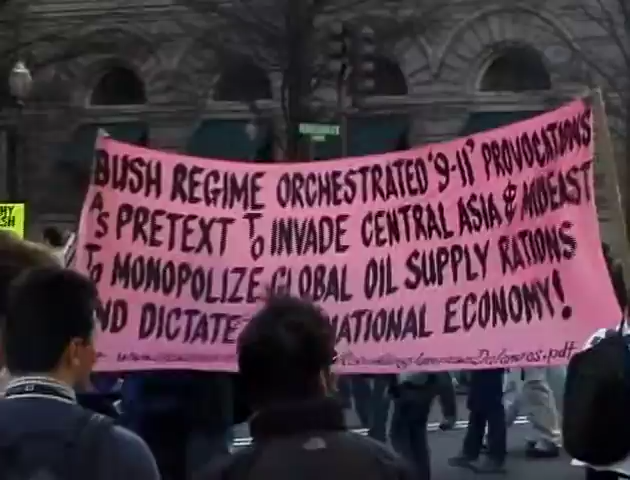 BUSH REGIME ORCHESTRATED '9-11' PROVOCATIONS
AS PRETEXT TO INVADE CENTRAL ASIA & MIDEAST
TO MONOPOLIZE GLOBAL OIL SUPPLY RATIONS
ND DICTATE NATIONAL ECONOMY!